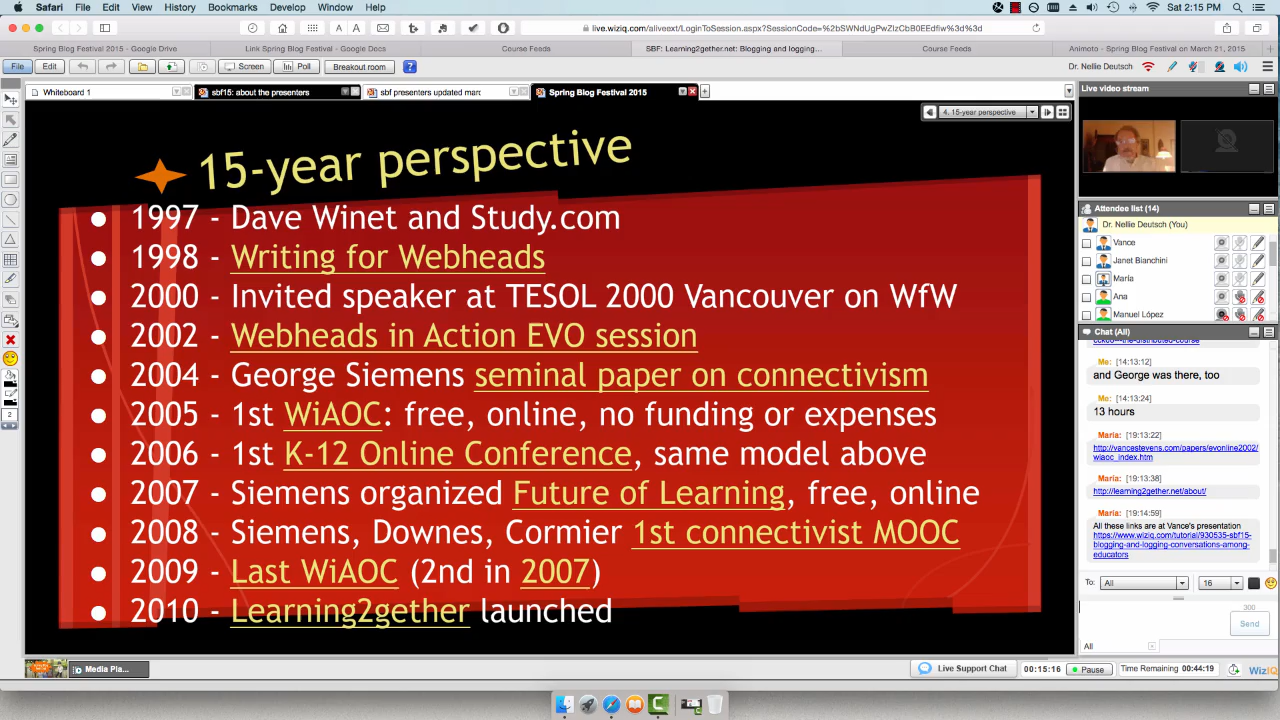 Safari File Edit View History Bookmarks Develop Window Help
Sat 2:15 PM
live.wiziq.com/aliveext/LoginToSession.aspx?SessionCode=%2bSWNdUgPwZIzCbB0EEdfiw%3d%3d
Spring Blog Festival 2015 - Google Drive
Link Spring Blog Festival - Google Docs
Course Feeds
SBF: Learning2gether.net: Blogging and logging...
Course Feeds
Animoto - Spring Blog Festival on March 21, 2015
File Edit Screen Poll Breakout room ?
Dr. Nellie Deutsch
Whiteboard 1
sbf15: about the presenters
sbf presenters updated marc
Spring Blog Festival 2015
4. 15-year perspective
15-year perspective
1997 - Dave Winet and Study.com
1998 - Writing for Webheads
2000 - Invited speaker at TESOL 2000 Vancouver on WfW
2002 - Webheads in Action EVO session
2004 - George Siemens seminal paper on connectivism
2005 - 1st WiAOC: free, online, no funding or expenses
2006 - 1st K-12 Online Conference, same model above
2007 - Siemens organized Future of Learning, free, online
2008 - Siemens, Downes, Cormier 1st connectivist MOOC
2009 - Last WiAOC (2nd in 2007)
2010 - Learning2gether launched
Live video stream
Attendee list (14)
Dr. Nellie Deutsch (You)
Vance
Janet Bianchini
Maria
Ana
Manuel López
Chat (All)
cck08---the-distributed-course
Me: [14:13:12]
and George was there, too
Me: [14:13:24]
13 hours
Maria: [19:13:22]
http://vancestevens.com/papers/evonline2002/
wiaoc_index.htm
Maria: [19:13:38]
http://learning2gether.net/about/
Maria: [19:14:59]
All these links are at Vance's presentation
https://www.wiziq.com/tutorial/930535-sbf15-
blogging-and-logging-conversations-among-
educators
To: All 16
300
Send
All
2
Media Pla...
Live Support Chat
00:15:16
Pause
Time Remaining 00:44:19
WizIQ